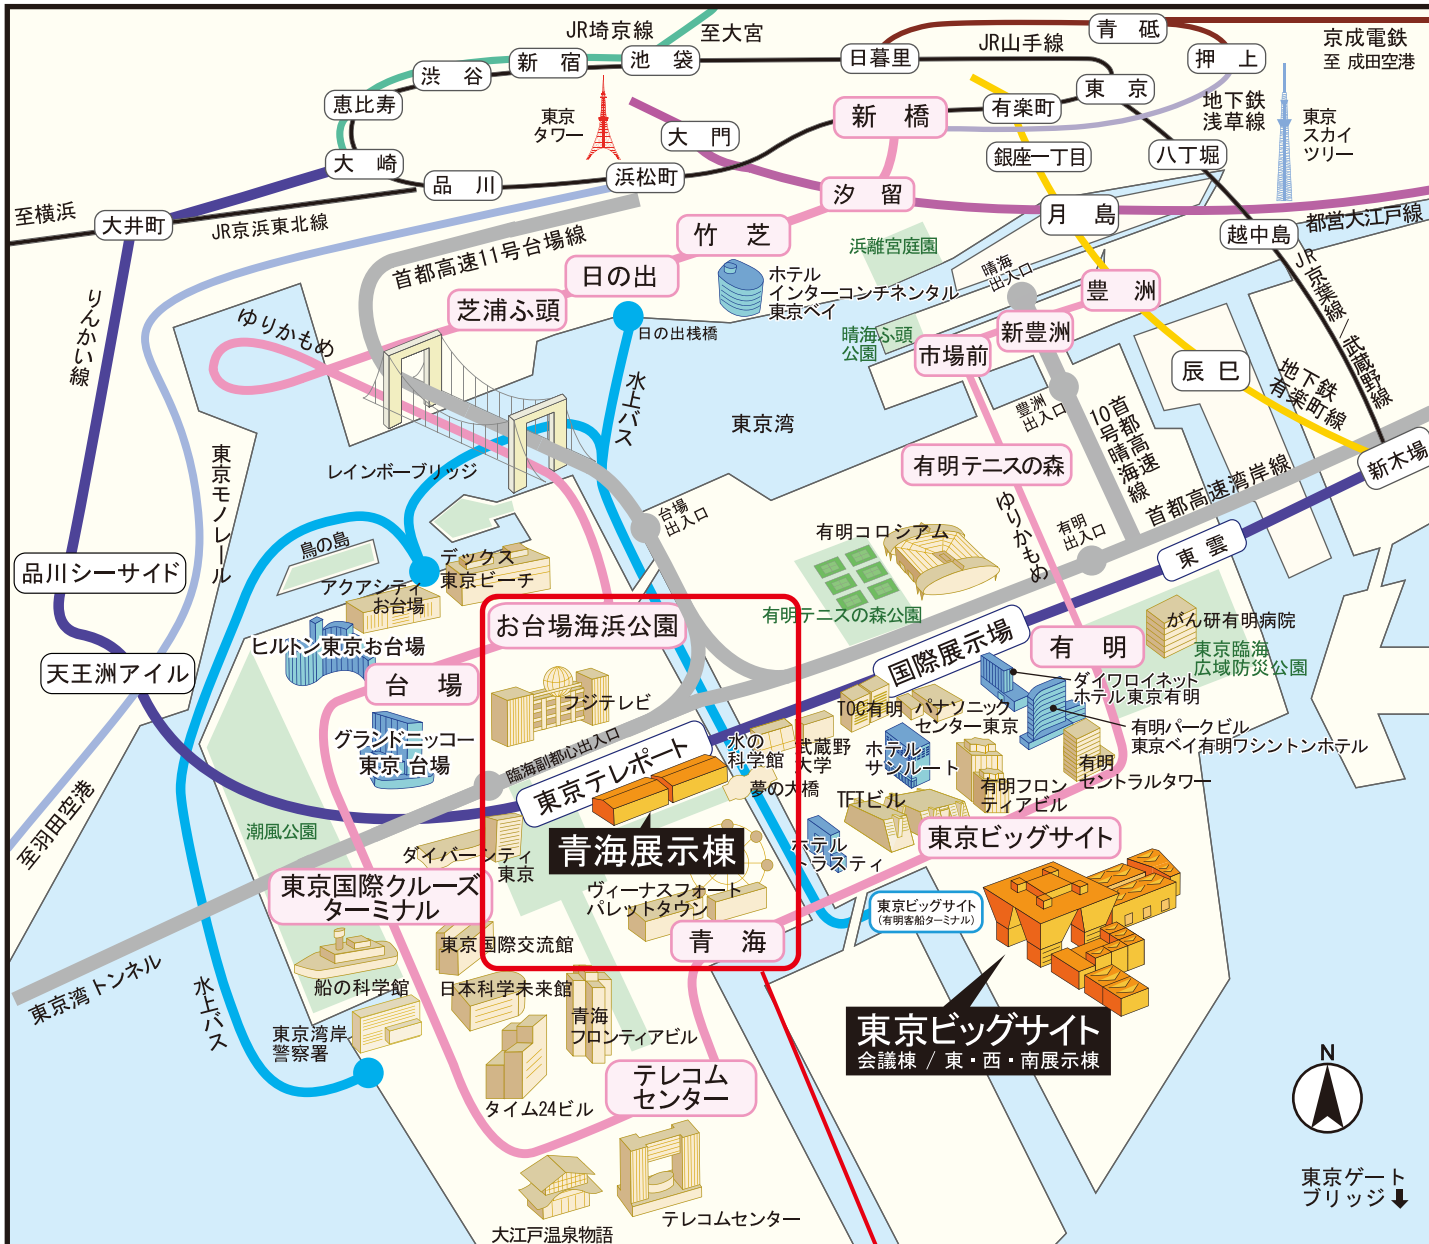 JR埼京線
至大宮
青砥
京成電鉄
至 成田空港
JR山手線
日暮里
押上
新宿
池袋
渋谷
恵比寿
東京
タワー
有楽町
東京
地下鉄
浅草線
東京
スカイ
ツリー
新橋
大門
銀座一丁目
八丁堀
大崎
品川
浜松町
汐留
月島
至横浜
大井町
JR京浜東北線
越中島
都営大江戸線
竹芝
浜離宮庭園
首都高速11号台場線
日の出
ホテル
インターコンチネンタル
東京ベイ
晴海
出入口
豊洲
JR京葉線/武蔵野線
りんかい線
ゆりかもめ
芝浦ふ頭
日の出桟橋
晴海ふ頭
公園
新豊洲
市場前
水上バス
豊洲
出入口
辰巳
地下鉄
有楽町線
東京湾
10号晴海線
首都高速
新木場
東京モノレール
レインボーブリッジ
有明テニスの森
首都高速湾岸線
台場
出入口
有明コロシアム
ゆりかもめ
有明
出入口
東雲
鳥の島
デックス
東京ビーチ
品川シーサイド
アクアシティ
お台場
お台場海浜公園
有明テニスの森公園
国際展示場
有明
がん研有明病院
東京臨海
広域防災公園
ヒルトン東京お台場
天王洲アイル
台場
フジテレビ
ダイワロイネット
ホテル東京有明
TOC有明
パナソニック
センター東京
有明パークビル
東京ベイ有明ワシントンホテル
グランドニッコー
東京 台場
臨海副都心出入口
東京テレポート
水の
科学館
武蔵野
大学
ホテル
サンルート
有明
セントラルタワー
有明フロン
ティアビル
夢の大橋
TFTビル
至羽田空港
潮風公園
ダイバーシティ
東京
青海展示棟
ホテル
トラスティ
東京ビッグサイト
東京国際クルーズ
ターミナル
ヴィーナスフォート
パレットタウン
東京ビッグサイト
(有明客船ターミナル)
青海
東京国際交流館
東京湾トンネル
水上バス
船の科学館
日本科学未来館
東京湾岸
警察署
青海
フロンティアビル
東京ビッグサイト
会議棟 / 東・西・南展示棟
テレコム
センター
タイム24ビル
N
大江戸温泉物語
テレコムセンター
東京ゲート
ブリッジ